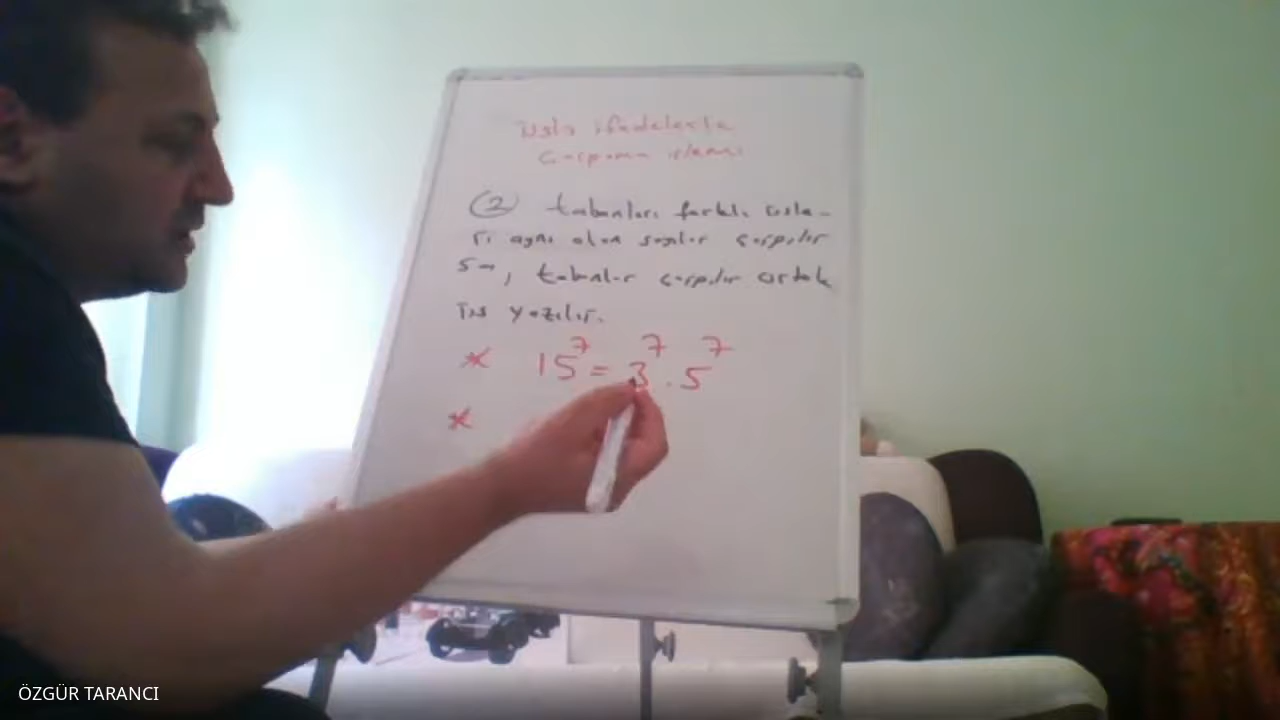 üslü ifadelerle
Çarpma işlemi
② tabanları farklı üsle-
ri aynı olan sayılar çarpılır
tabanlar çarpılır ortak
üs yazılır.
* 15⁷ = 3⁷ . 5⁷
*
ÖZGÜR TARANCI